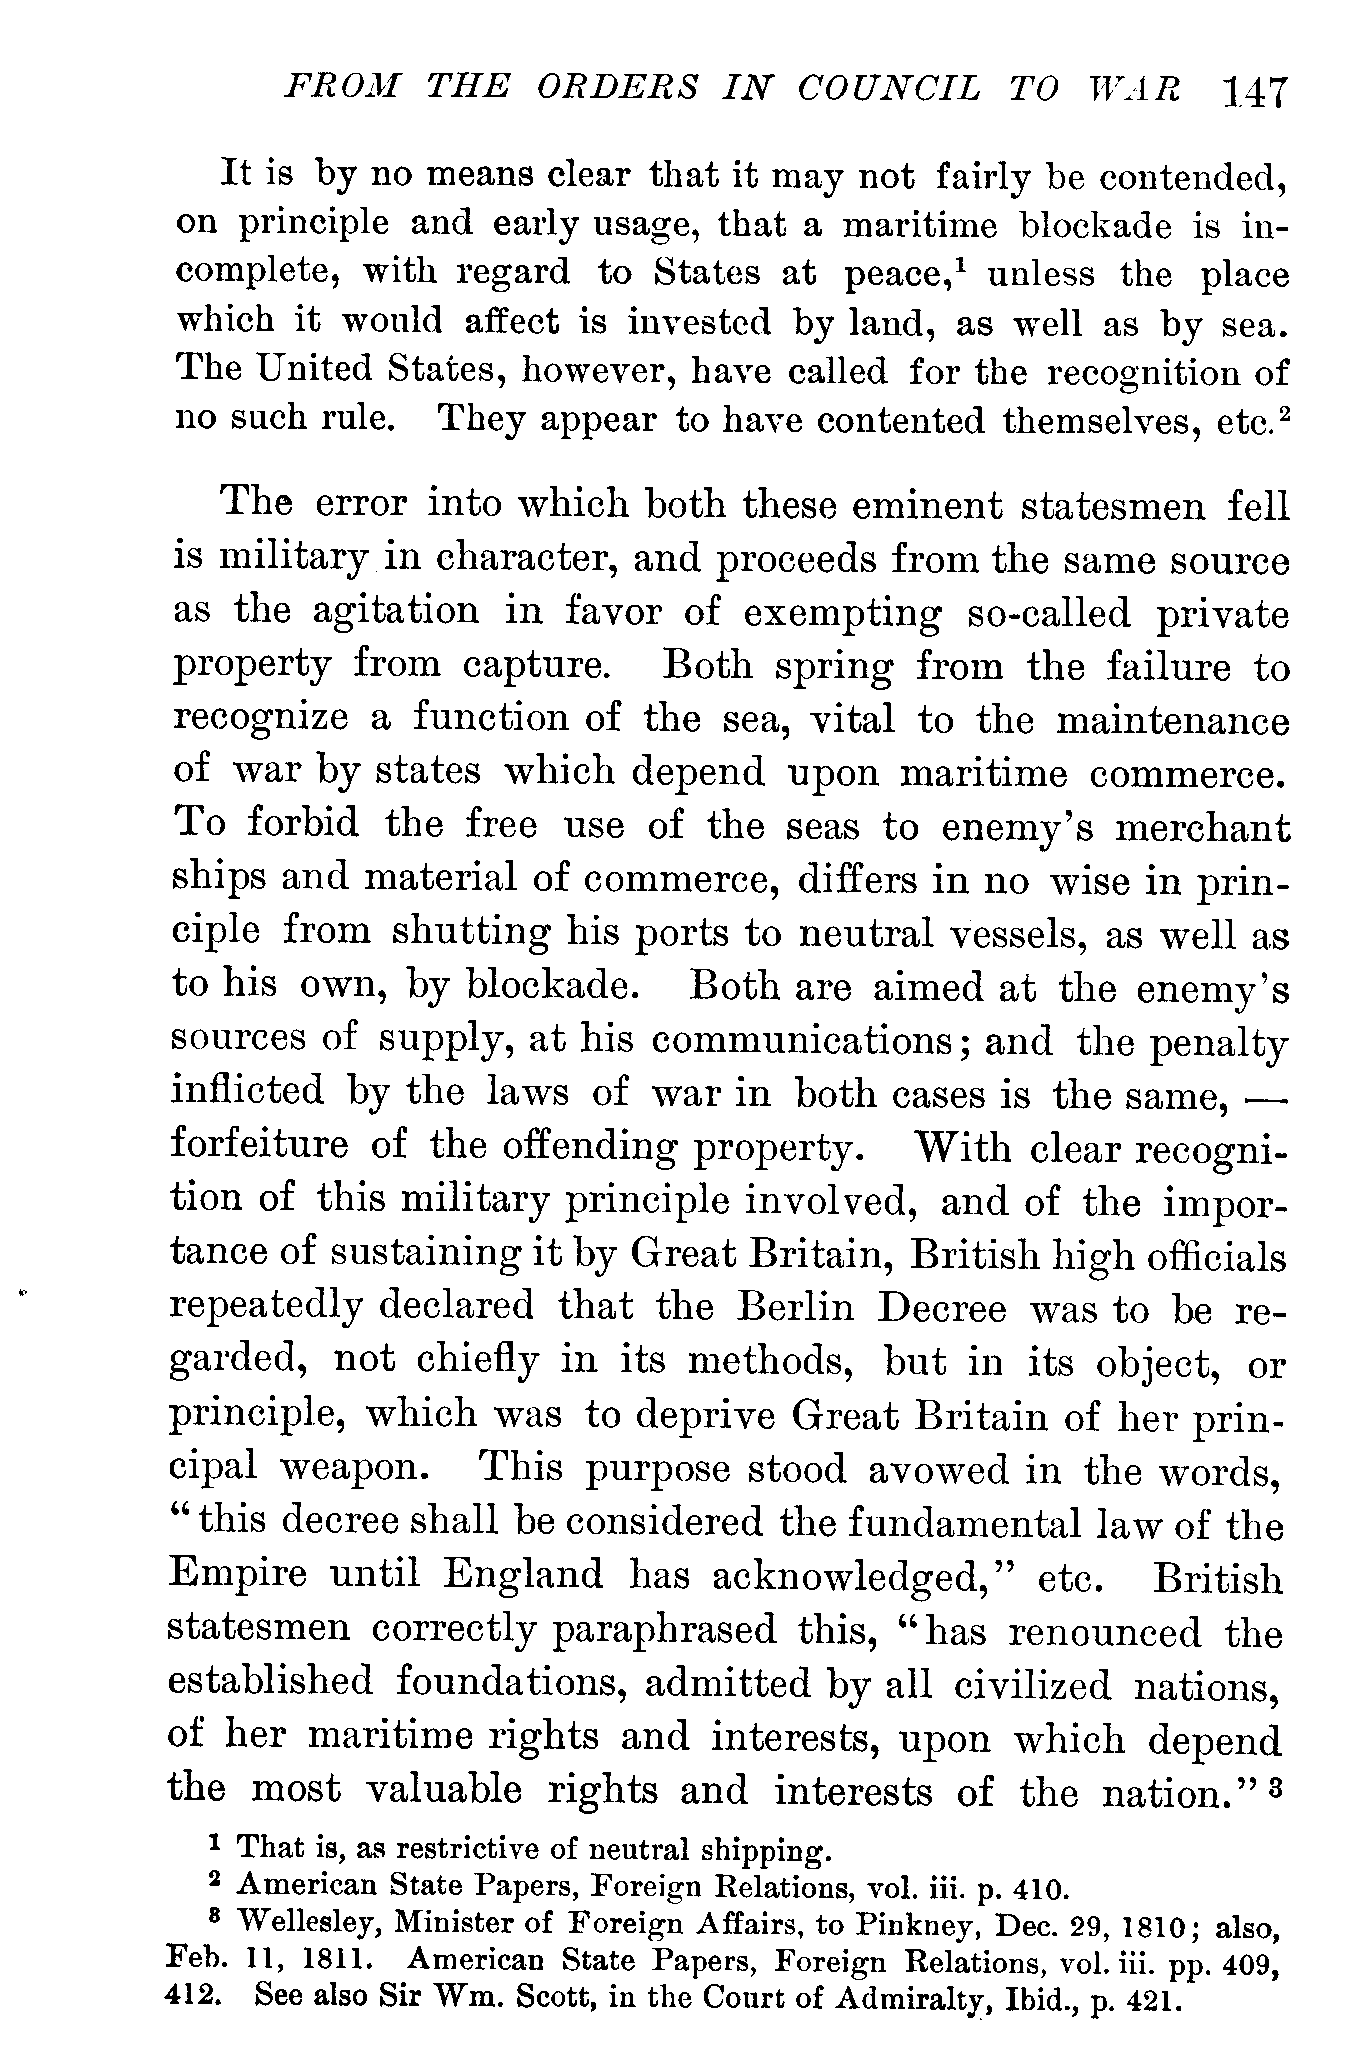 FROM THE ORDERS IN COUNCIL TO WAR 147
It is by no means clear that it may not fairly be contended,
on principle and early usage, that a maritime blockade is in-
complete, with regard to States at peace,¹ unless the place
which it would affect is invested by land, as well as by sea.
The United States, however, have called for the recognition of
no such rule. They appear to have contented themselves, etc.²
The error into which both these eminent statesmen fell
is military in character, and proceeds from the same source
as the agitation in favor of exempting so-called private
property from capture. Both spring from the failure to
recognize a function of the sea, vital to the maintenance
of war by states which depend upon maritime commerce.
To forbid the free use of the seas to enemy's merchant
ships and material of commerce, differs in no wise in prin-
ciple from shutting his ports to neutral vessels, as well as
to his own, by blockade. Both are aimed at the enemy's
sources of supply, at his communications; and the penalty
inflicted by the laws of war in both cases is the same, —
forfeiture of the offending property. With clear recogni-
tion of this military principle involved, and of the impor-
tance of sustaining it by Great Britain, British high officials
repeatedly declared that the Berlin Decree was to be re-
garded, not chiefly in its methods, but in its object, or
principle, which was to deprive Great Britain of her prin-
cipal weapon. This purpose stood avowed in the words,
"this decree shall be considered the fundamental law of the
Empire until England has acknowledged," etc. British
statesmen correctly paraphrased this, "has renounced the
established foundations, admitted by all civilized nations,
of her maritime rights and interests, upon which depend
the most valuable rights and interests of the nation." ³
¹ That is, as restrictive of neutral shipping.
² American State Papers, Foreign Relations, vol. iii. p. 410.
³ Wellesley, Minister of Foreign Affairs, to Pinkney, Dec. 29, 1810; also,
Feb. 11, 1811. American State Papers, Foreign Relations, vol. iii. pp. 409,
412. See also Sir Wm. Scott, in the Court of Admiralty, Ibid., p. 421.